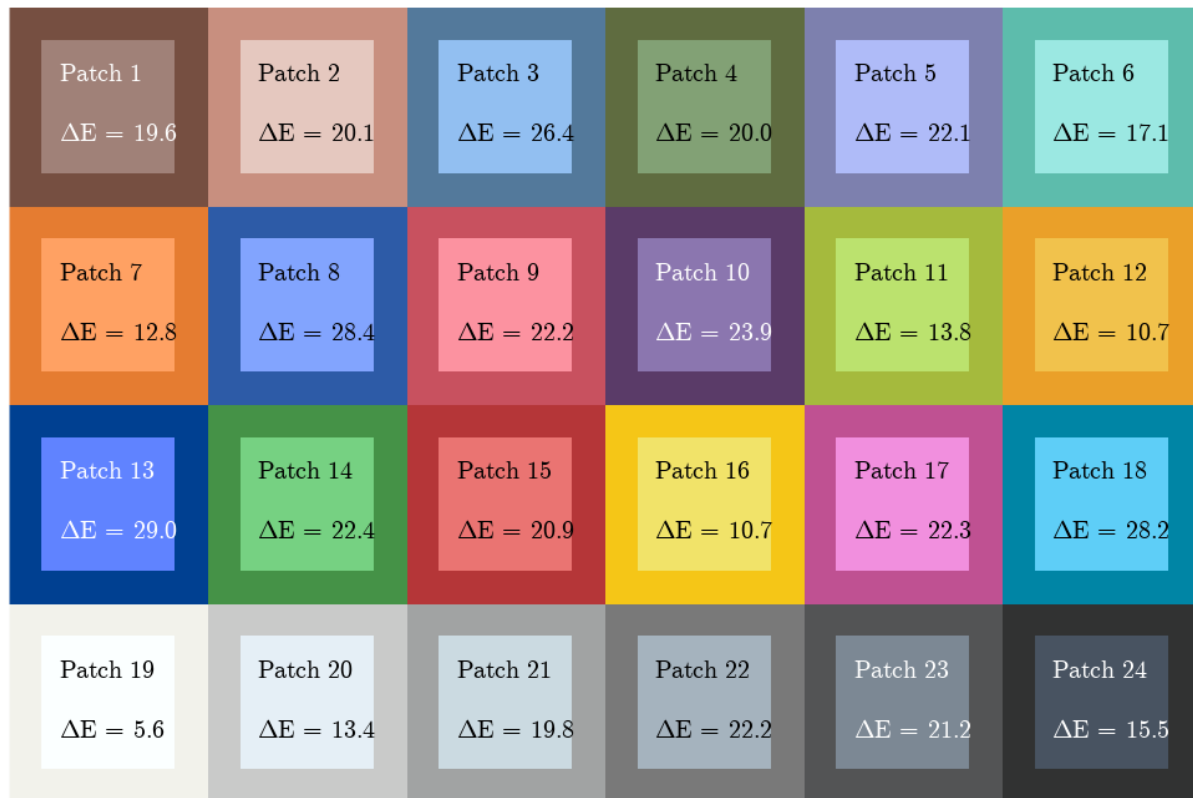 Patch 1
ΔE = 19.6
Patch 2
ΔE = 20.1
Patch 3
ΔE = 26.4
Patch 4
ΔE = 20.0
Patch 5
ΔE = 22.1
Patch 6
ΔE = 17.1
Patch 7
ΔE = 12.8
Patch 8
ΔE = 28.4
Patch 9
ΔE = 22.2
Patch 10
ΔE = 23.9
Patch 11
ΔE = 13.8
Patch 12
ΔE = 10.7
Patch 13
ΔE = 29.0
Patch 14
ΔE = 22.4
Patch 15
ΔE = 20.9
Patch 16
ΔE = 10.7
Patch 17
ΔE = 22.3
Patch 18
ΔE = 28.2
Patch 19
ΔE = 5.6
Patch 20
ΔE = 13.4
Patch 21
ΔE = 19.8
Patch 22
ΔE = 22.2
Patch 23
ΔE = 21.2
Patch 24
ΔE = 15.5